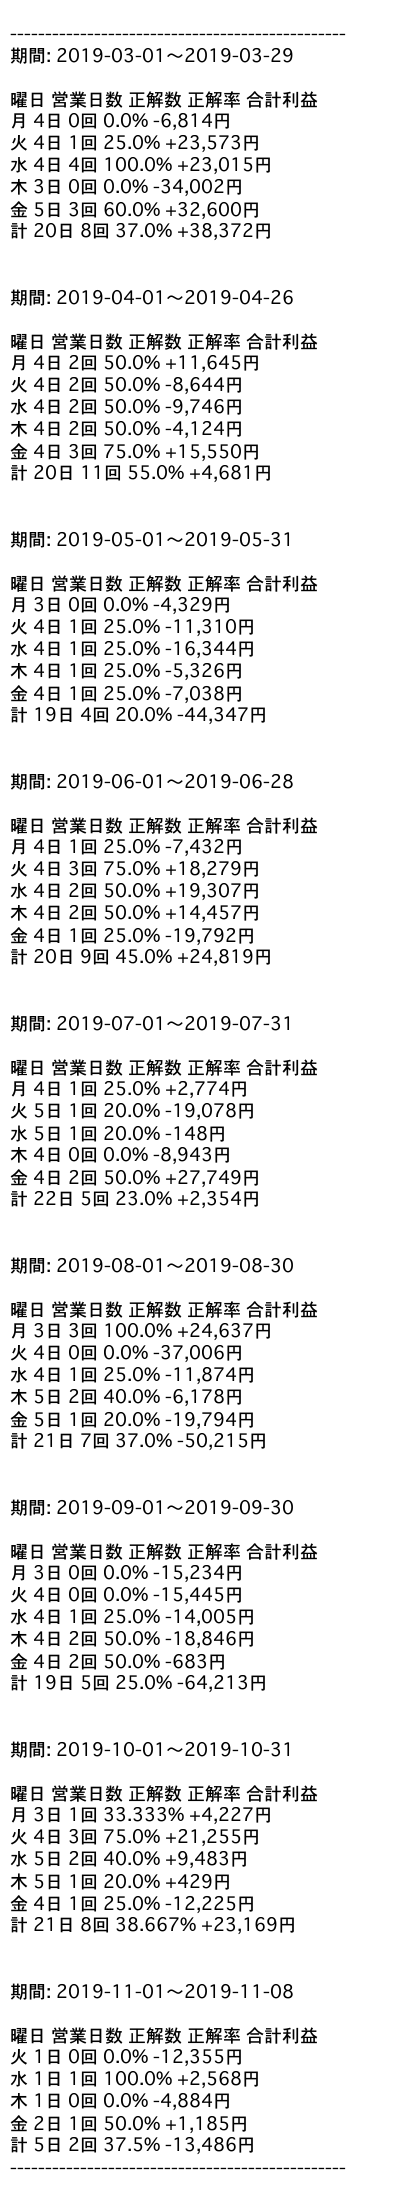 ------------------------------------------------
期間: 2019-03-01〜2019-03-29
曜日 営業日数 正解数 正解率 合計利益
月 4日 0回 0.0% -6,814円
火 4日 1回 25.0% +23,573円
水 4日 4回 100.0% +23,015円
木 3日 0回 0.0% -34,002円
金 5日 3回 60.0% +32,600円
計 20日 8回 37.0% +38,372円
期間: 2019-04-01〜2019-04-26
曜日 営業日数 正解数 正解率 合計利益
月 4日 2回 50.0% +11,645円
火 4日 2回 50.0% -8,644円
水 4日 2回 50.0% -9,746円
木 4日 2回 50.0% -4,124円
金 4日 3回 75.0% +15,550円
計 20日 11回 55.0% +4,681円
期間: 2019-05-01〜2019-05-31
曜日 営業日数 正解数 正解率 合計利益
月 3日 0回 0.0% -4,329円
火 4日 1回 25.0% -11,310円
水 4日 1回 25.0% -16,344円
木 4日 1回 25.0% -5,326円
金 4日 1回 25.0% -7,038円
計 19日 4回 20.0% -44,347円
期間: 2019-06-01〜2019-06-28
曜日 営業日数 正解数 正解率 合計利益
月 4日 1回 25.0% -7,432円
火 4日 3回 75.0% +18,279円
水 4日 2回 50.0% +19,307円
木 4日 2回 50.0% +14,457円
金 4日 1回 25.0% -19,792円
計 20日 9回 45.0% +24,819円
期間: 2019-07-01〜2019-07-31
曜日 営業日数 正解数 正解率 合計利益
月 4日 1回 25.0% +2,774円
火 5日 1回 20.0% -19,078円
水 5日 1回 20.0% -148円
木 4日 0回 0.0% -8,943円
金 4日 2回 50.0% +27,749円
計 22日 5回 23.0% +2,354円
期間: 2019-08-01〜2019-08-30
曜日 営業日数 正解数 正解率 合計利益
月 3日 3回 100.0% +24,637円
火 4日 0回 0.0% -37,006円
水 4日 1回 25.0% -11,874円
木 5日 2回 40.0% -6,178円
金 5日 1回 20.0% -19,794円
計 21日 7回 37.0% -50,215円
期間: 2019-09-01〜2019-09-30
曜日 営業日数 正解数 正解率 合計利益
月 3日 0回 0.0% -15,234円
火 4日 0回 0.0% -15,445円
水 4日 1回 25.0% -14,005円
木 4日 2回 50.0% -18,846円
金 4日 2回 50.0% -683円
計 19日 5回 25.0% -64,213円
期間: 2019-10-01〜2019-10-31
曜日 営業日数 正解数 正解率 合計利益
月 3日 1回 33.333% +4,227円
火 4日 3回 75.0% +21,255円
水 5日 2回 40.0% +9,483円
木 5日 1回 20.0% +429円
金 4日 1回 25.0% -12,225円
計 21日 8回 38.667% +23,169円
期間: 2019-11-01〜2019-11-08
曜日 営業日数 正解数 正解率 合計利益
火 1日 0回 0.0% -12,355円
水 1日 1回 100.0% +2,568円
木 1日 0回 0.0% -4,884円
金 2日 1回 50.0% +1,185円
計 5日 2回 37.5% -13,486円
------------------------------------------------